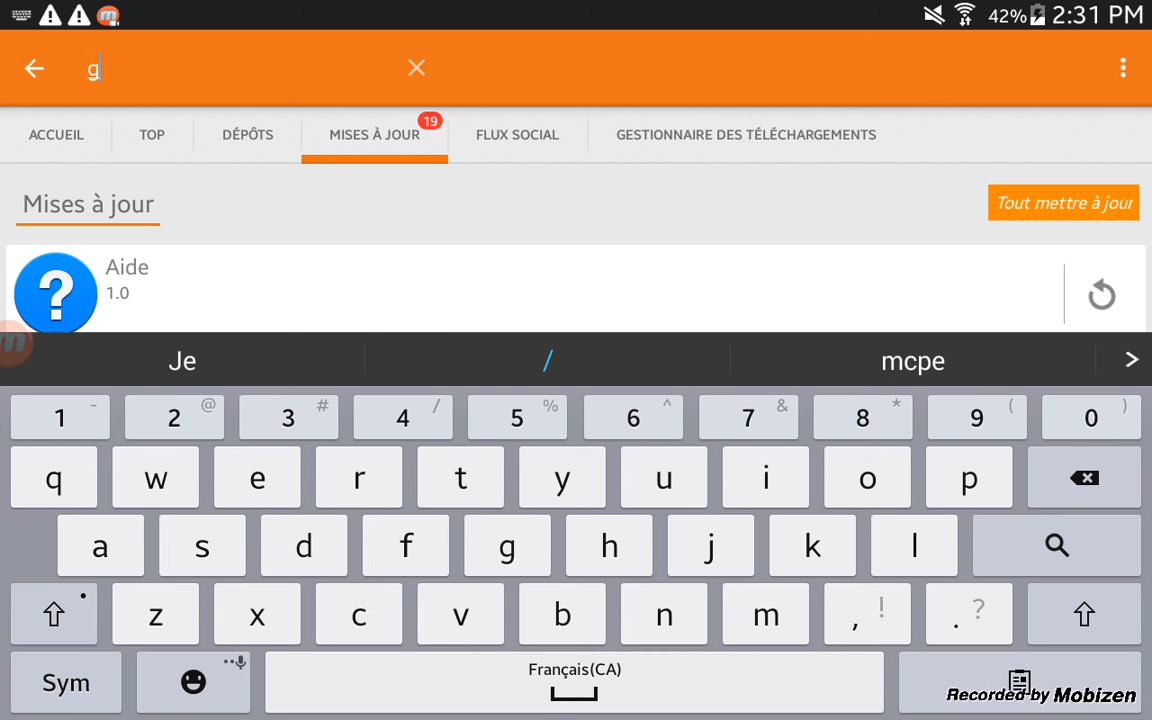 42% 2:31 PM
g
ACCUEIL TOP DÉPÔTS MISES À JOUR 19 FLUX SOCIAL GESTIONNAIRE DES TÉLÉCHARGEMENTS
Mises à jour Tout mettre à jour
Aide
1.0
Je / mcpe >
1 - 2 @ 3 # 4 / 5 % 6 ^ 7 & 8 * 9 ( 0 )
q w e r t y u i o p
a s d f g h j k l
z x c v b n m , ! . ?
Sym Français(CA)
Recorded by Mobizen